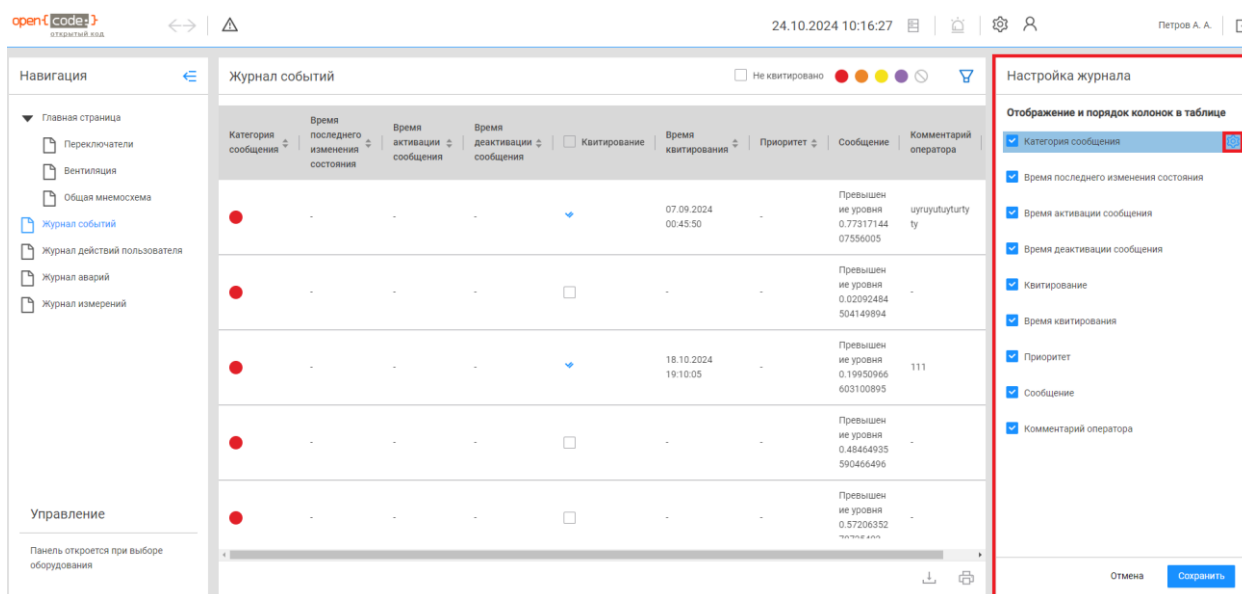 open{ code: }
открытый код
24.10.2024 10:16:27
Петров А. А.
Навигация
Главная страница
Переключатели
Вентиляция
Общая мнемосхема
Журнал событий
Журнал действий пользователя
Журнал аварий
Журнал измерений
Управление
Панель откроется при выборе
оборудования
Журнал событий
Не квитировано
Категория
сообщения
Время
последнего
изменения
состояния
Время
активации
сообщения
Время
деактивации
сообщения
Квитирование
Время
квитирования
Приоритет
Сообщение
Комментарий
оператора
- - - 07.09.2024
00:45:50
-
Превышен
ие уровня
0.77317144
07556005
uyruyutuyturty
ty
- - - - -
Превышен
ие уровня
0.02092484
504149894
-
- - - 18.10.2024
19:10:05
-
Превышен
ие уровня
0.19950966
603100895
111
- - - - -
Превышен
ие уровня
0.48464935
590466496
-
- - - - -
Превышен
ие уровня
0.57206352
-
Настройка журнала
Отображение и порядок колонок в таблице
Категория сообщения
Время последнего изменения состояния
Время активации сообщения
Время деактивации сообщения
Квитирование
Время квитирования
Приоритет
Сообщение
Комментарий оператора
Отмена
Сохранить